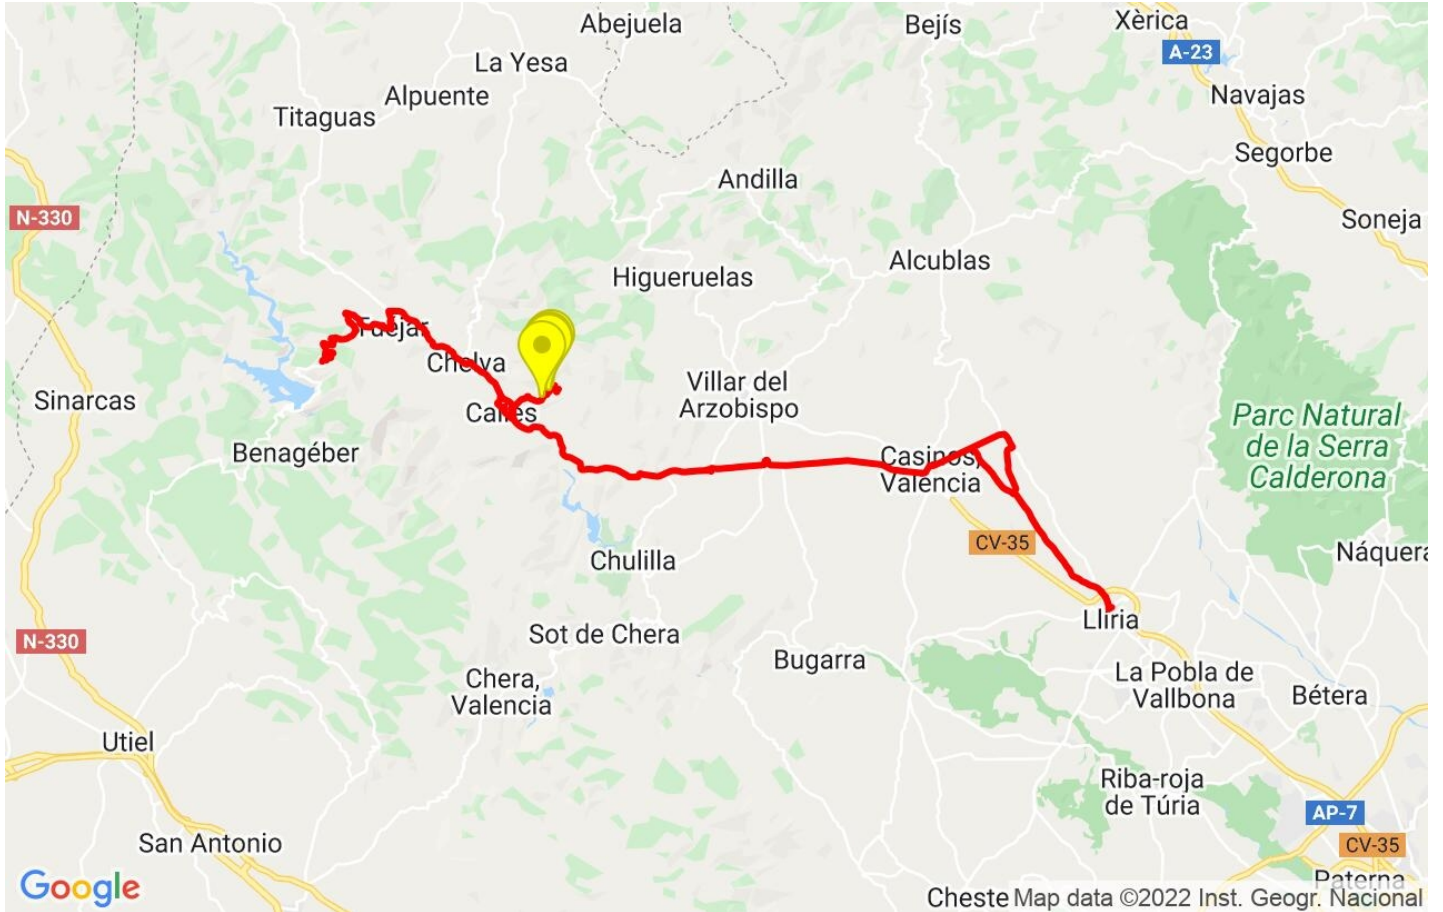 Abejuela
Bejís
Xèrica
A-23
La Yesa
Alpuente
Titaguas
Navajas
Segorbe
Andilla
N-330
Soneja
Alcublas
Higueruelas
Tuéjar
Chelva
Villar del
Arzobispo
Sinarcas
Calles
Parc Natural
de la Serra
Calderona
Benagéber
Casinos,
Valencia
CV-35
Náquera
Chulilla
Llíria
N-330
Sot de Chera
Bugarra
Chera,
Valencia
La Pobla de
Vallbona
Bétera
Utiel
Riba-roja
de Túria
AP-7
San Antonio
CV-35
Paterna
Google
Cheste
Map data ©2022 Inst. Geogr. Nacional